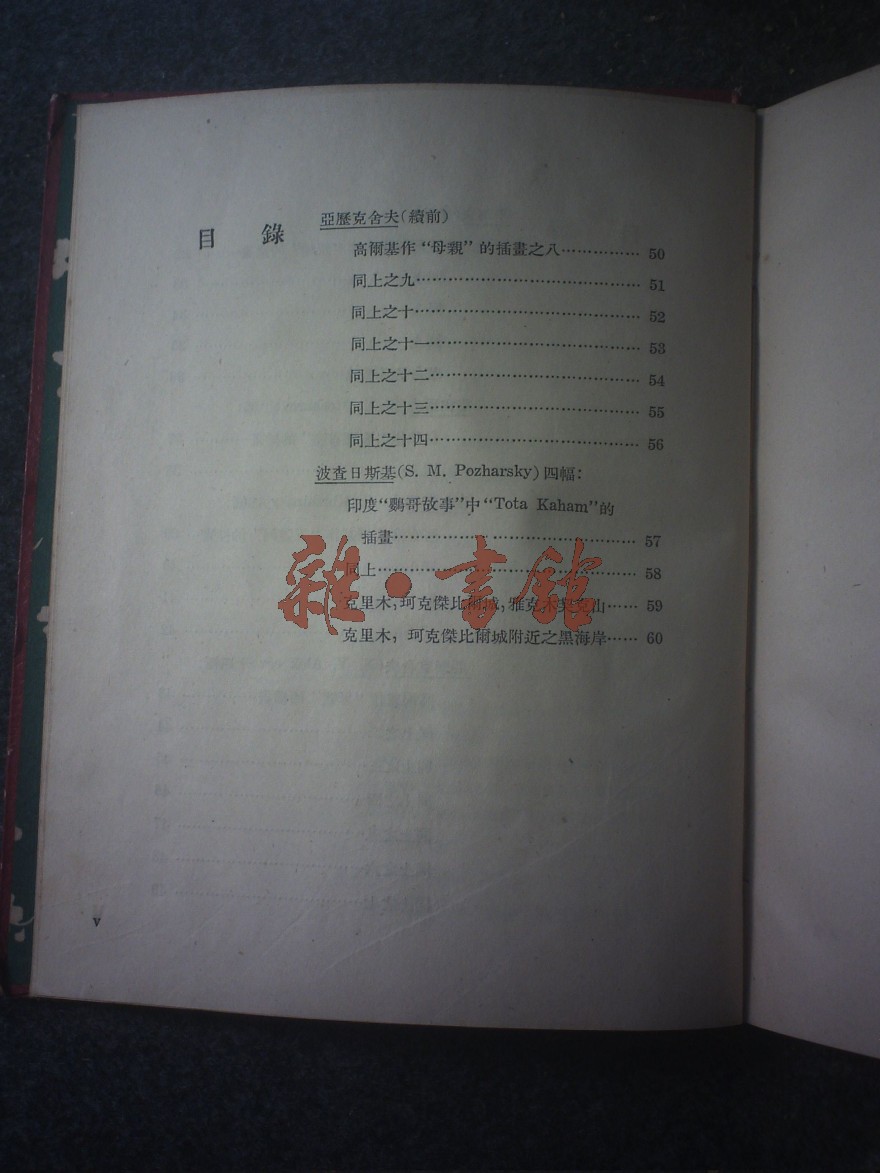 目錄
亞歷克舍夫(續前)
高爾基作“母親”的插畫之八…………… 50
同上之九…………………………………… 51
同上之十…………………………………… 52
同上之十一………………………………… 53
同上之十二………………………………… 54
同上之十三………………………………… 55
同上之十四………………………………… 56
波查日斯基(S. M. Pozharsky)四幅：
印度“鸚哥故事”中“Tota Kaham”的
插畫………………………………………… 57
同上………………………………………… 58
克里木,珂克傑比爾城,雅克木 山…… 59
克里木, 珂克傑比爾城附近之黑海岸…… 60
雜·書館
v